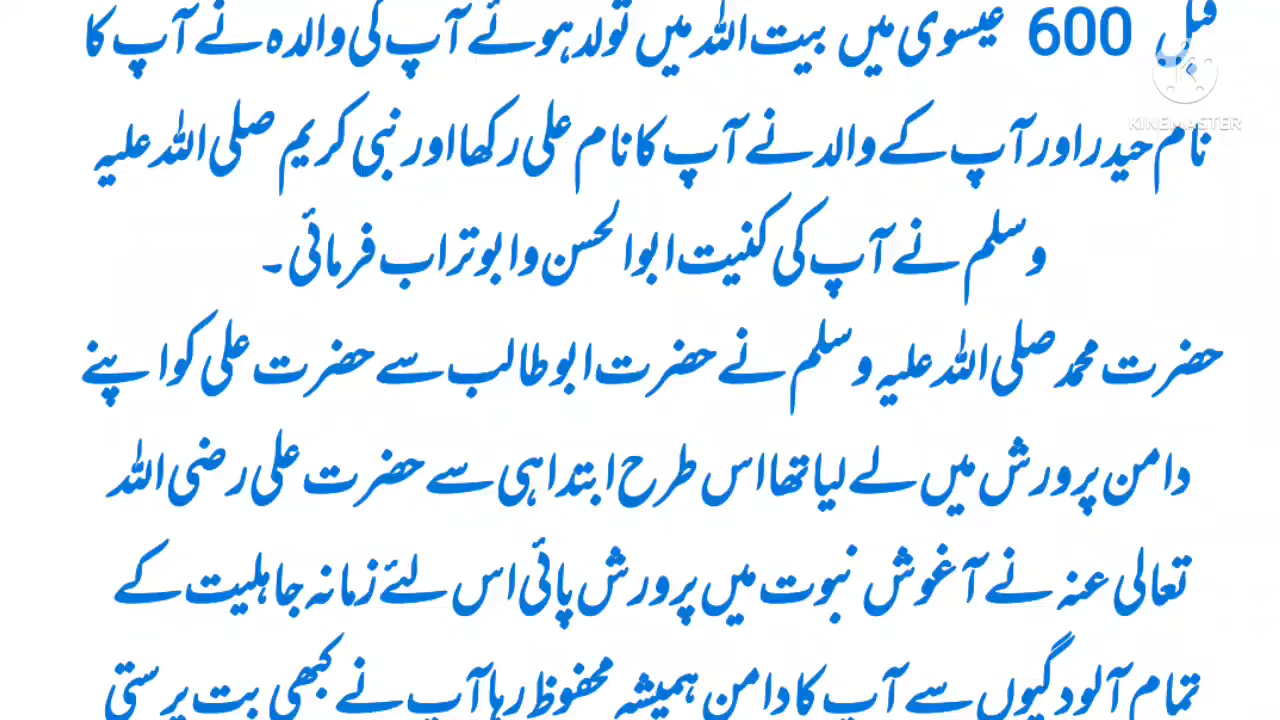 قبل 600 عیسوی میں بیت اللہ میں تولد ہوئے آپ کی والدہ نے آپ کا
KINEMASTER
نام حیدر اور آپ کے والد نے آپ کا نام علی رکھا اور نبی کریم صلی اللہ علیہ
وسلم نے آپ کی کنیت ابوالحسن و ابوتراب فرمائی۔
حضرت محمد صلی اللہ علیہ وسلم نے حضرت ابوطالب سے حضرت علی کو اپنے
دامن پرورش میں لے لیا تھا اس طرح ابتدا ہی سے حضرت علی رضی اللہ
تعالی عنہ نے آغوش نبوت میں پرورش پائی اس لئے زمانہ جاہلیت کے
تمام آلودگیوں سے آپ کا دامن ہمیشہ محفوظ رہا آپ نے کبھی بت پرستی